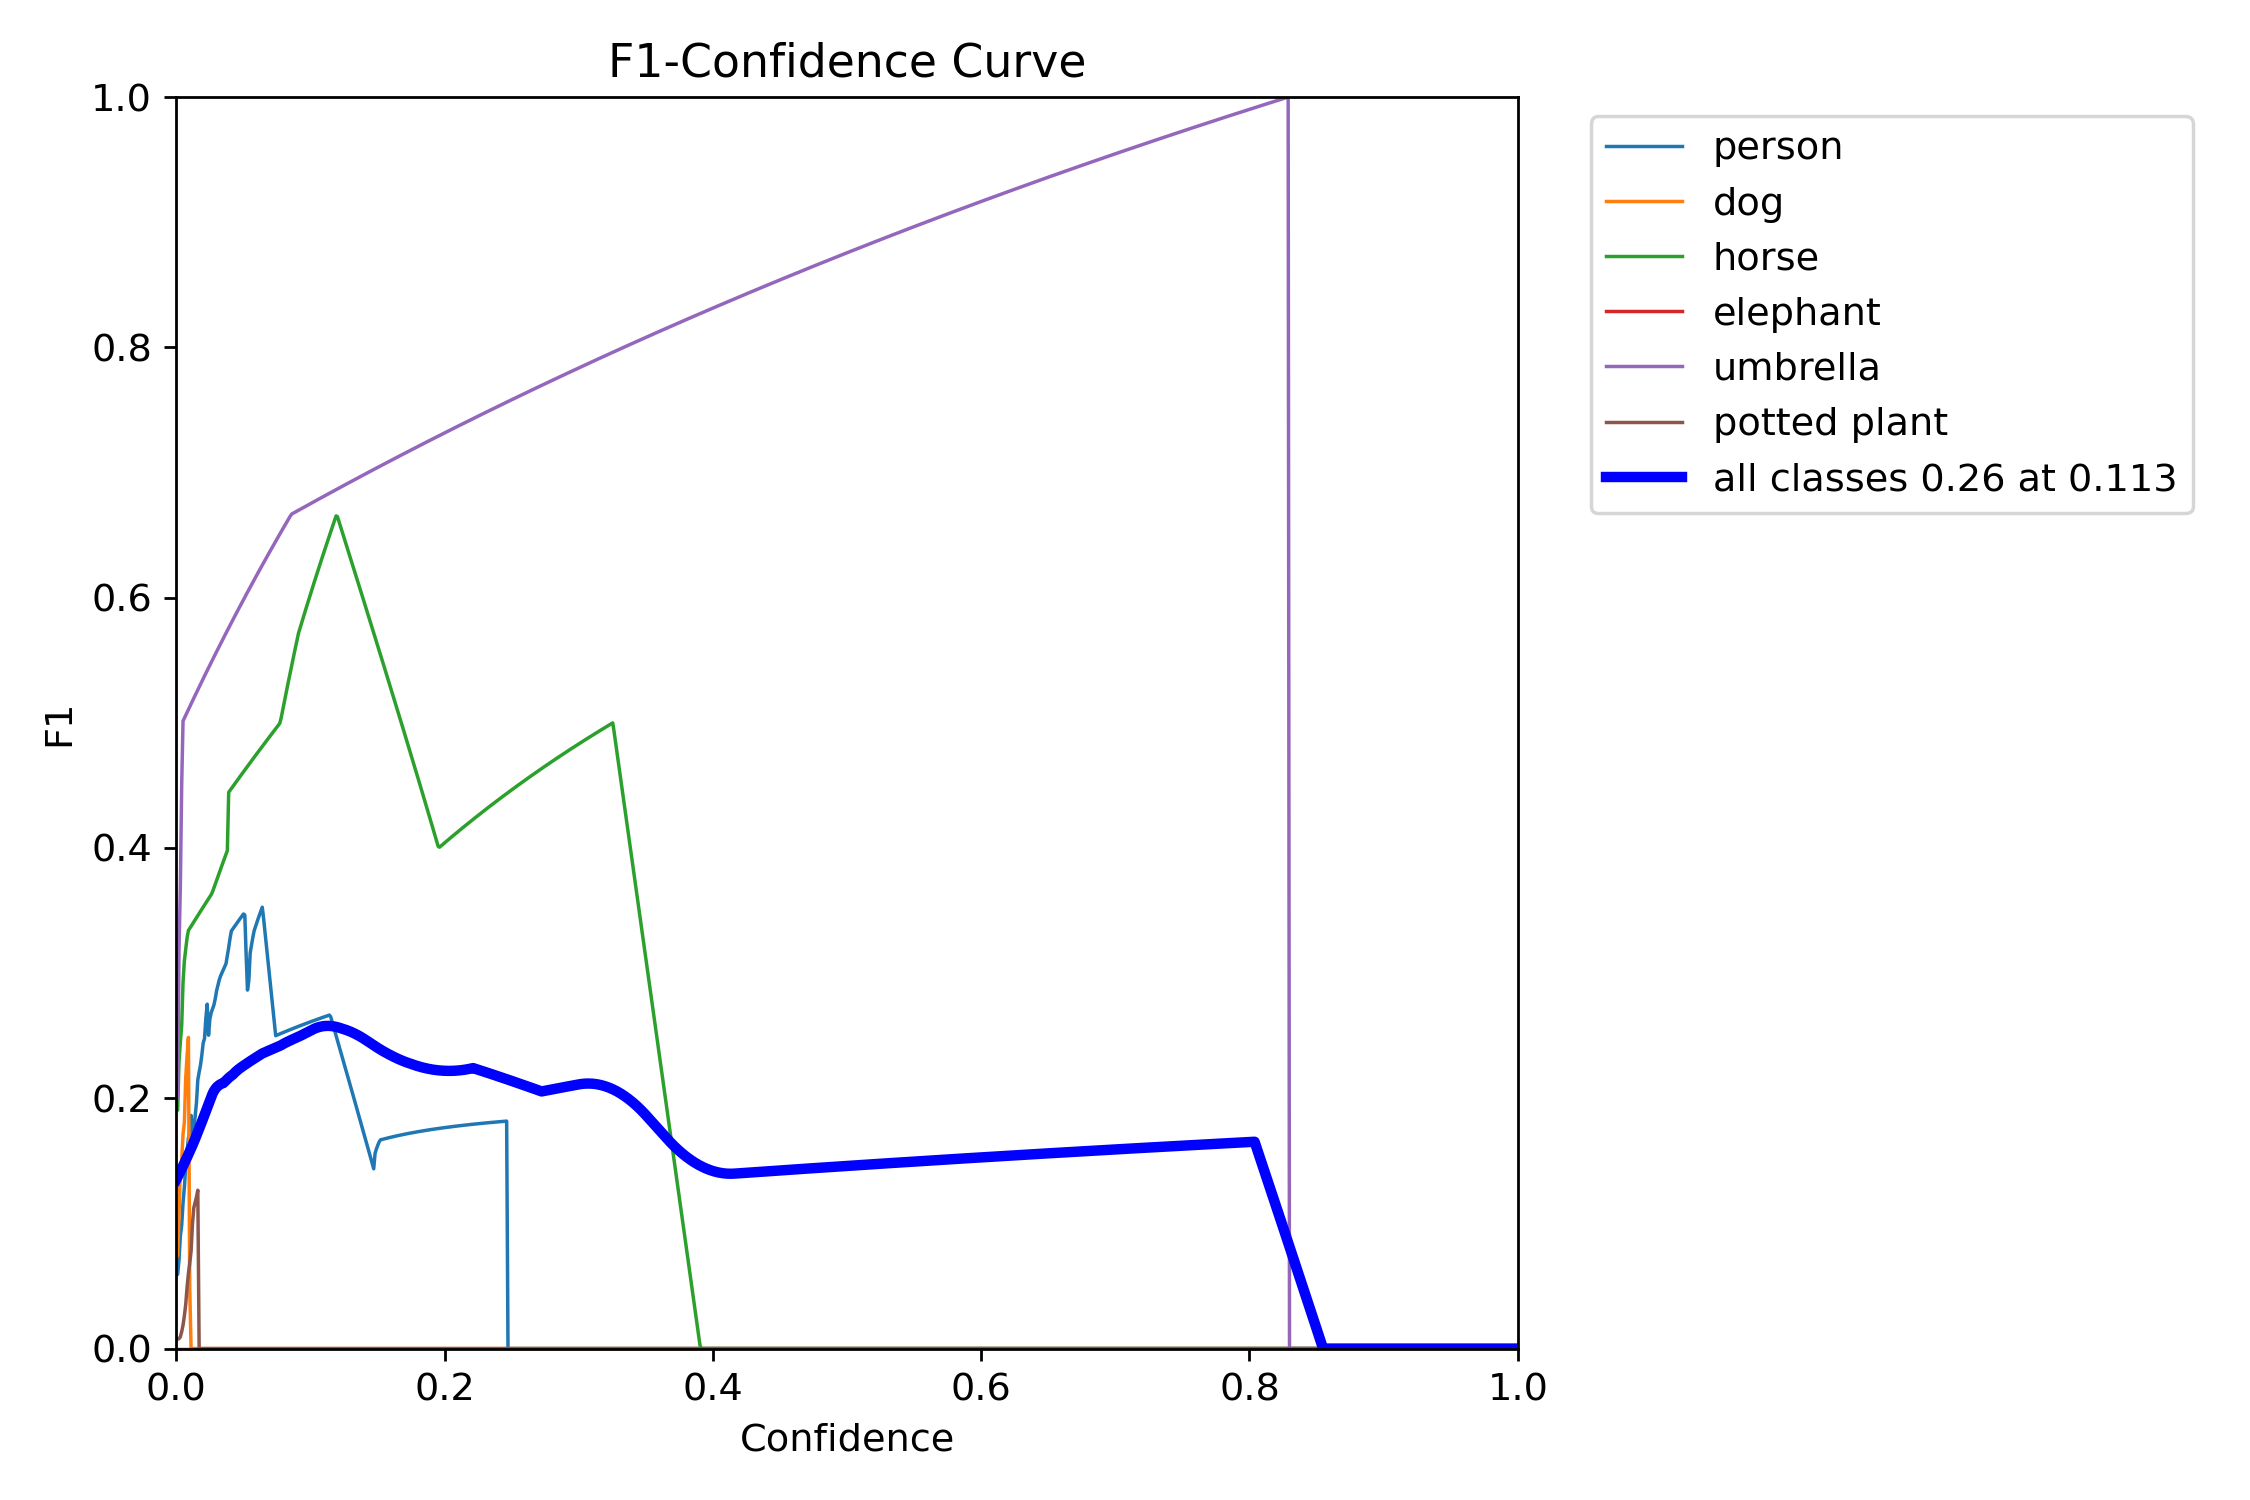 F1-Confidence Curve
1.0
0.8
0.6
0.4
0.2
0.0
F1
0.0 0.2 0.4 0.6 0.8 1.0
Confidence
person
dog
horse
elephant
umbrella
potted plant
all classes 0.26 at 0.113